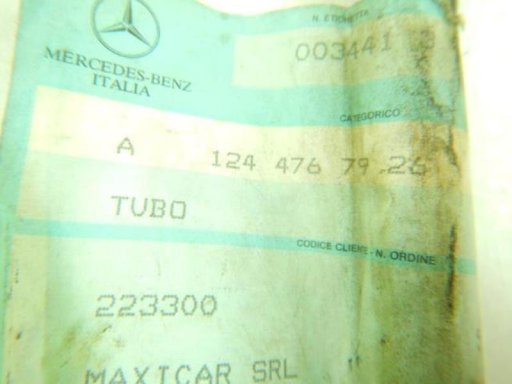 N. ETICHETTA
003441
MERCEDES-BENZ
ITALIA
CATEGORICO
A 124 476 79 26
TUBO
CODICE CLIENTE - N. ORDINE
223300
MAXICAR SRL